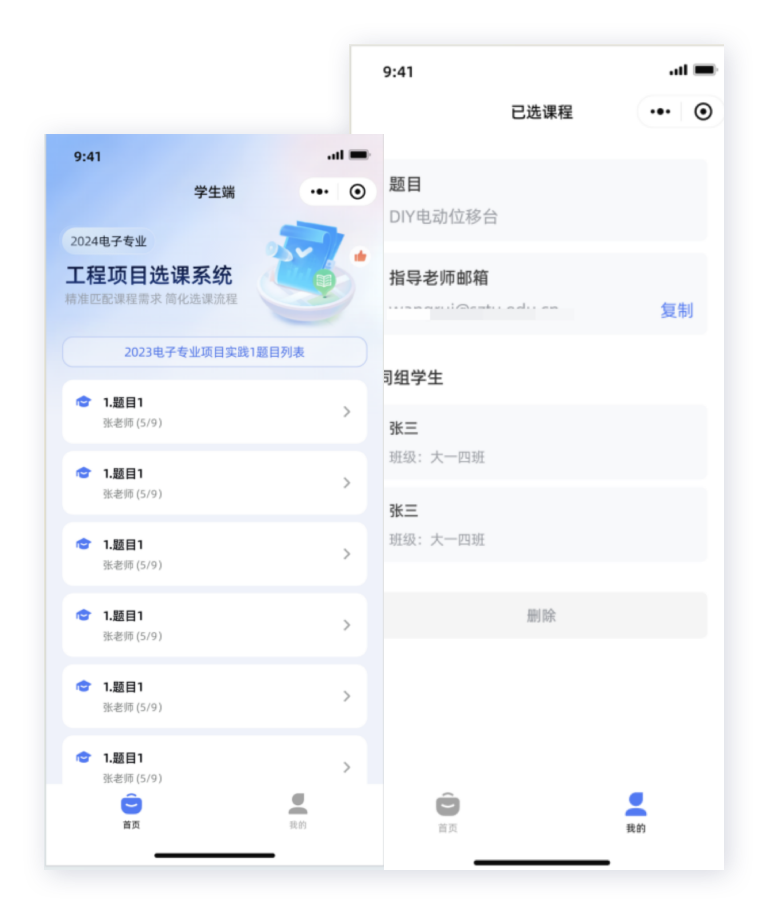 9:41
学生端
2024电子专业
工程项目选课系统
精准匹配课程需求 简化选课流程
2023电子专业项目实践1题目列表
1.题目1
张老师 (5/9)
1.题目1
张老师 (5/9)
1.题目1
张老师 (5/9)
1.题目1
张老师 (5/9)
1.题目1
张老师 (5/9)
1.题目1
张老师 (5/9)
首页
我的
9:41
已选课程
题目
DIY电动位移台
指导老师邮箱
复制
同组学生
张三
班级：大一四班
张三
班级：大一四班
删除
首页
我的